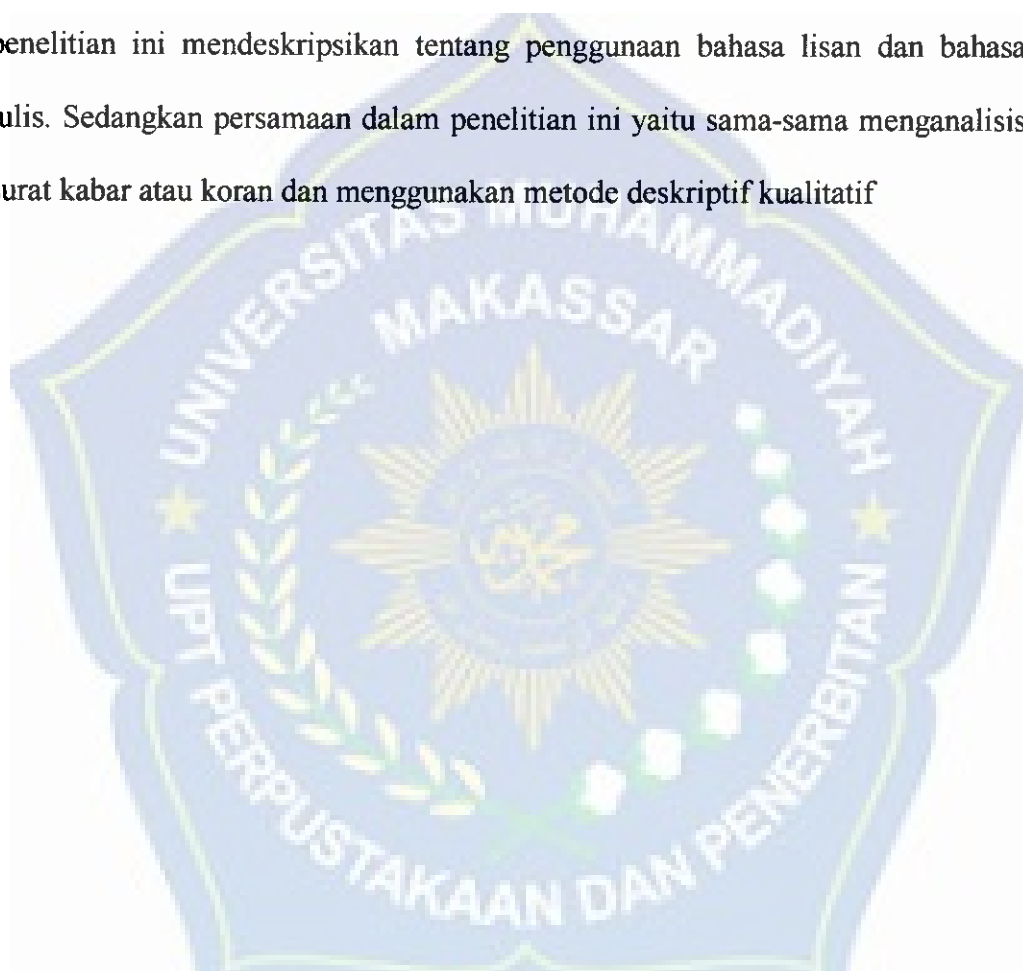 penelitian ini mendeskripsikan tentang penggunaan bahasa lisan dan bahasa
ulis. Sedangkan persamaan dalam penelitian ini yaitu sama-sama menganalisis
urat kabar atau koran dan menggunakan metode deskriptif kualitatif
UNIVERSITAS MUHAMMADIYAH
MAKASSAR
UPT PERPUSTAKAAN DAN PENERBITAN